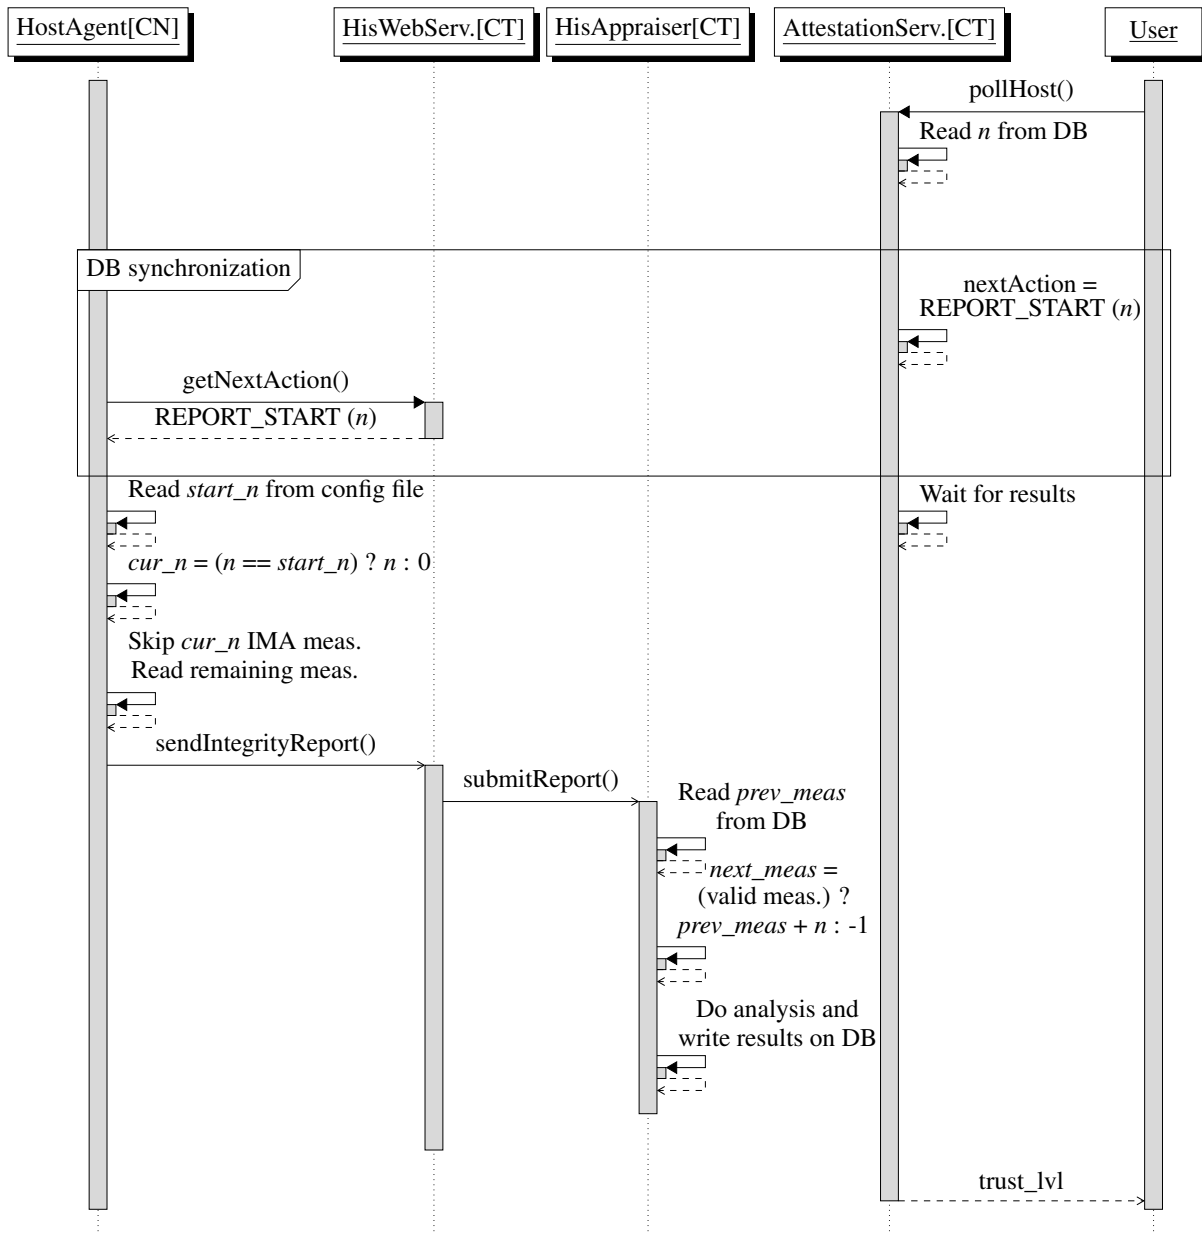 HostAgent[CN]
HisWebServ.[CT]
HisAppraiser[CT]
AttestationServ.[CT]
User
pollHost()
Read n from DB
DB synchronization
nextAction =
REPORT_START (n)
getNextAction()
REPORT_START (n)
Read start_n from config file
Wait for results
cur_n = (n == start_n) ? n : 0
Skip cur_n IMA meas.
Read remaining meas.
sendIntegrityReport()
submitReport()
Read prev_meas
from DB
next_meas =
(valid meas.) ?
prev_meas + n : -1
Do analysis and
write results on DB
trust_lvl